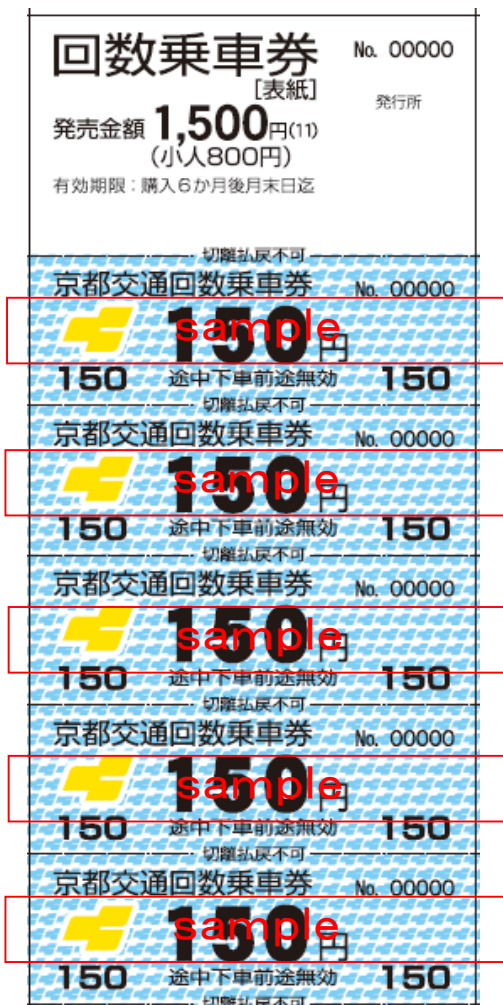 回数乗車券 No. 00000
[表紙]
発行所
発売金額 1,500円(11)
(小人800円)
有効期限：購入6か月後月末日迄
切離払戻不可
京都交通回数乗車券 No. 00000
150円
sample
150 途中下車前途無効 150
切離払戻不可
京都交通回数乗車券 No. 00000
150円
sample
150 途中下車前途無効 150
切離払戻不可
京都交通回数乗車券 No. 00000
150円
sample
150 途中下車前途無効 150
切離払戻不可
京都交通回数乗車券 No. 00000
150円
sample
150 途中下車前途無効 150
切離払戻不可
京都交通回数乗車券 No. 00000
150円
sample
150 途中下車前途無効 150
切離払戻不可